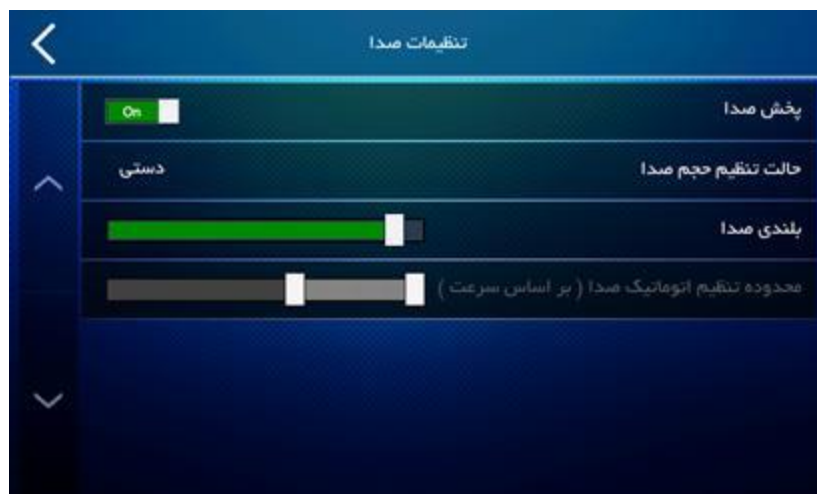 تنظیمات صدا
پخش صدا
On
حالت تنظیم حجم صدا
دستی
بلندی صدا
محدوده تنظیم اتوماتیک صدا ( بر اساس سرعت )